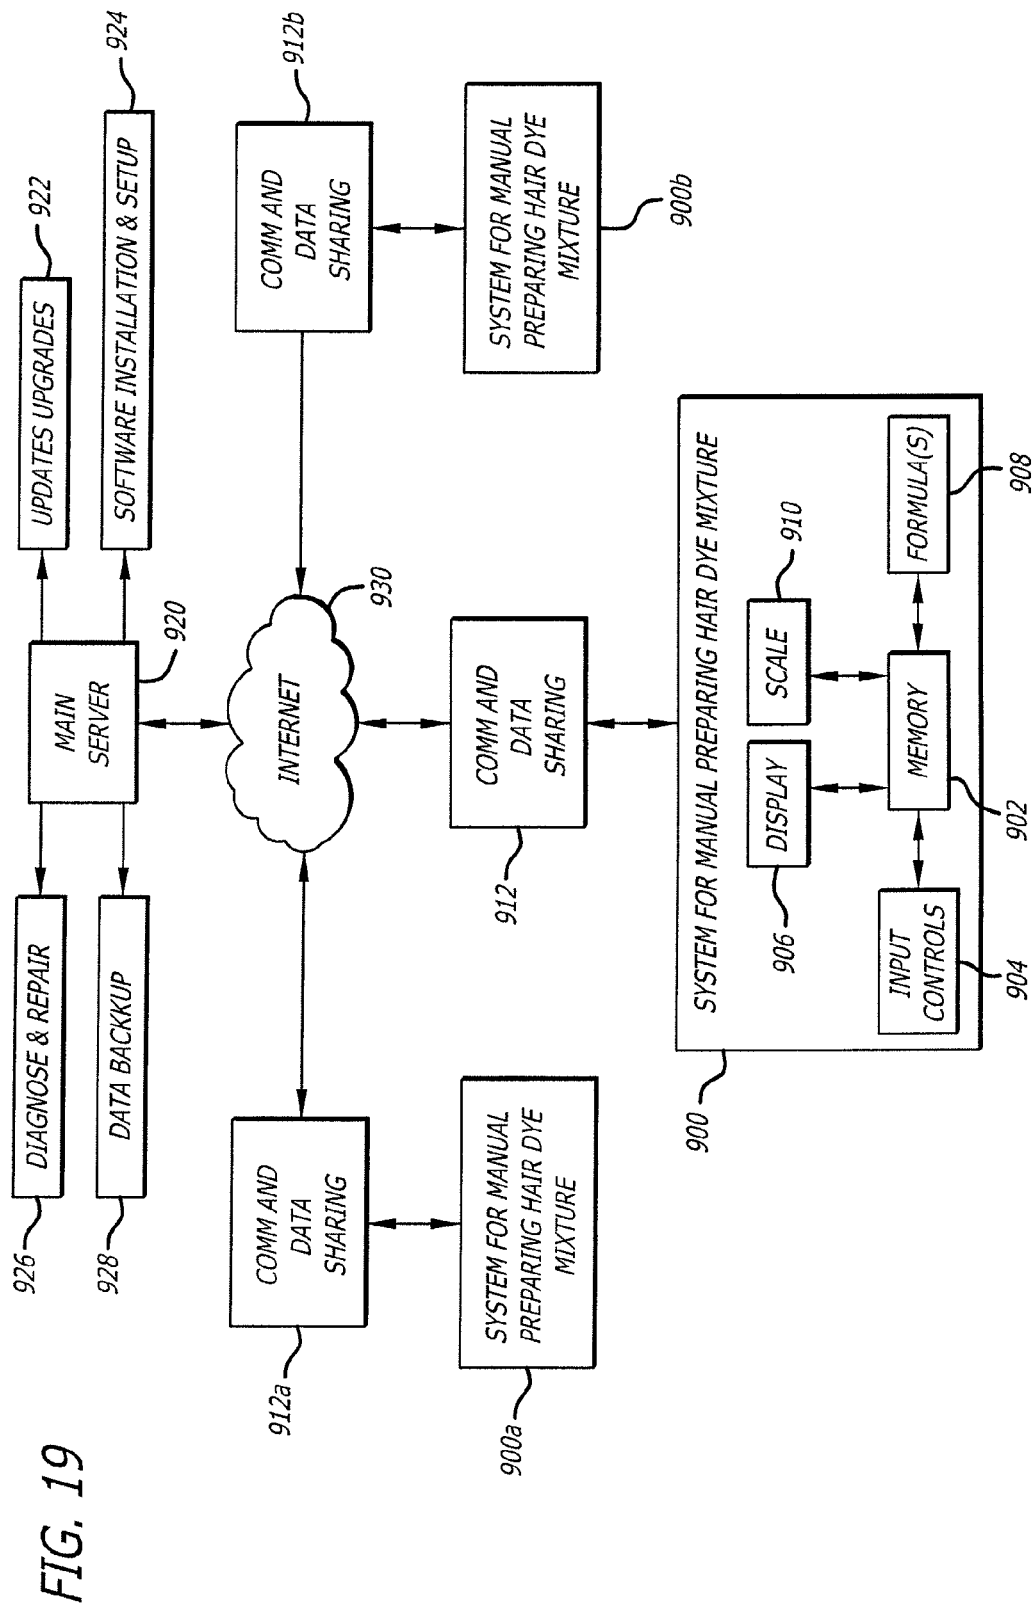 FIG. 19
926
DIAGNOSE & REPAIR
928
DATA BACKKUP
MAIN
SERVER
920
UPDATES UPGRADES
922
SOFTWARE INSTALLATION & SETUP
924
912a
COMM AND
DATA
SHARING
INTERNET
930
COMM AND
DATA
SHARING
912b
900a
SYSTEM FOR MANUAL
PREPARING HAIR DYE
MIXTURE
912
COMM AND
DATA
SHARING
SYSTEM FOR MANUAL
PREPARING HAIR DYE
MIXTURE
900b
900
SYSTEM FOR MANUAL PREPARING HAIR DYE MIXTURE
906
DISPLAY
SCALE
910
INPUT
CONTROLS
904
MEMORY
902
FORMULA(S)
908